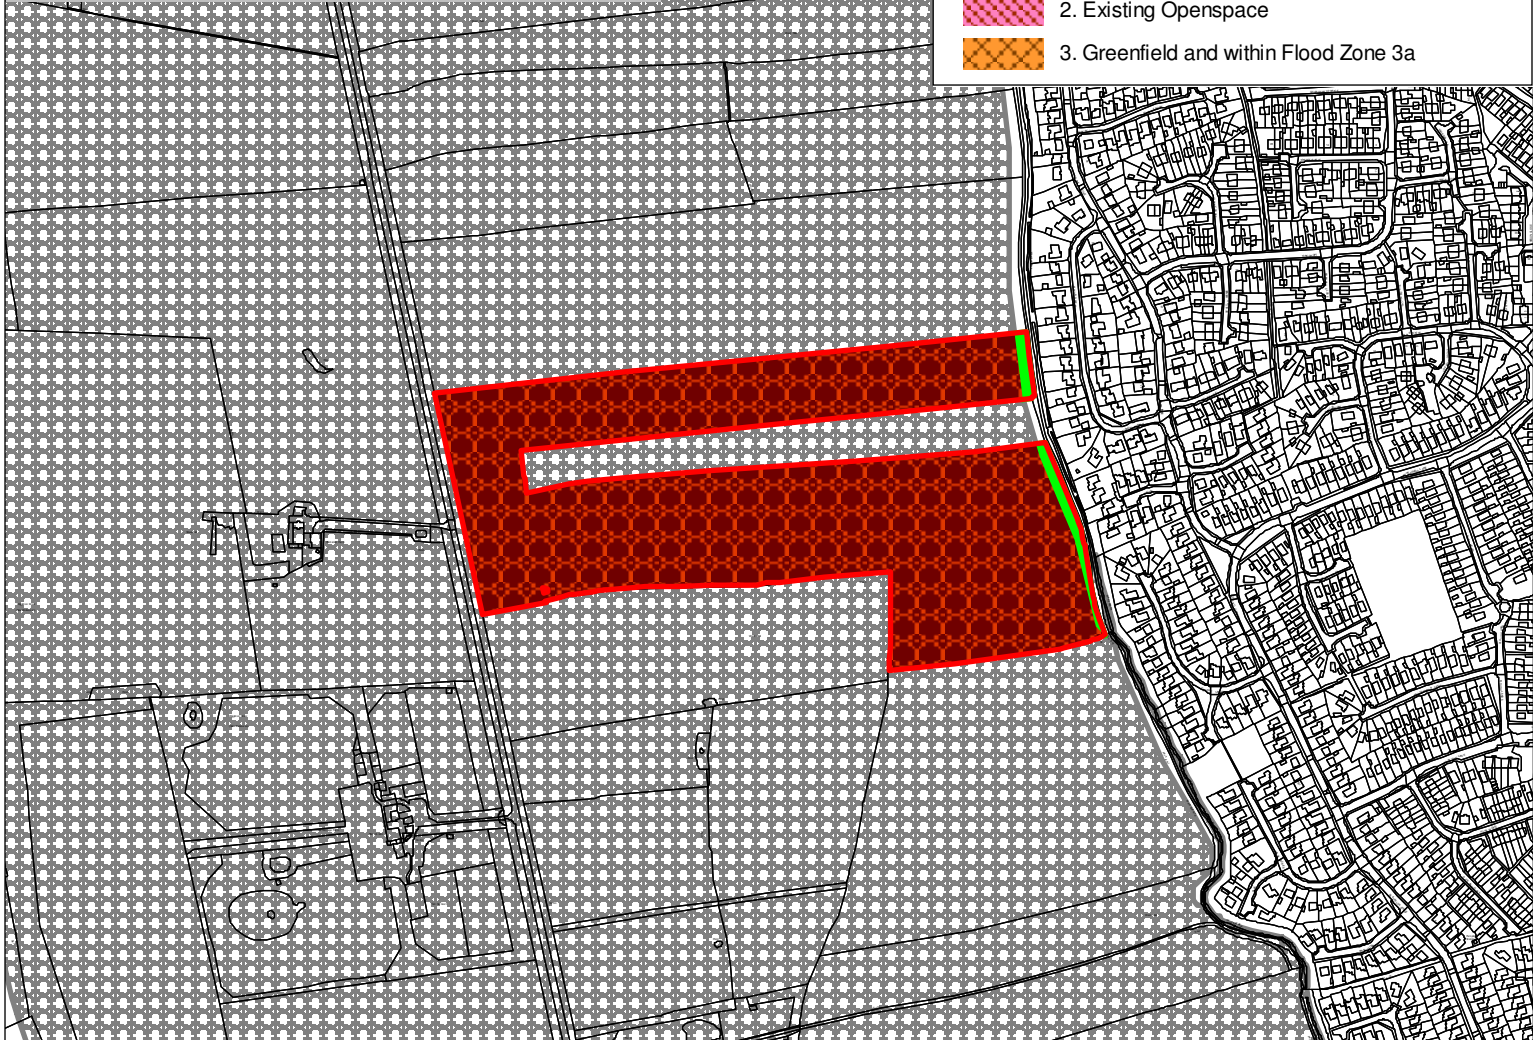 2. Existing Openspace
3. Greenfield and within Flood Zone 3a